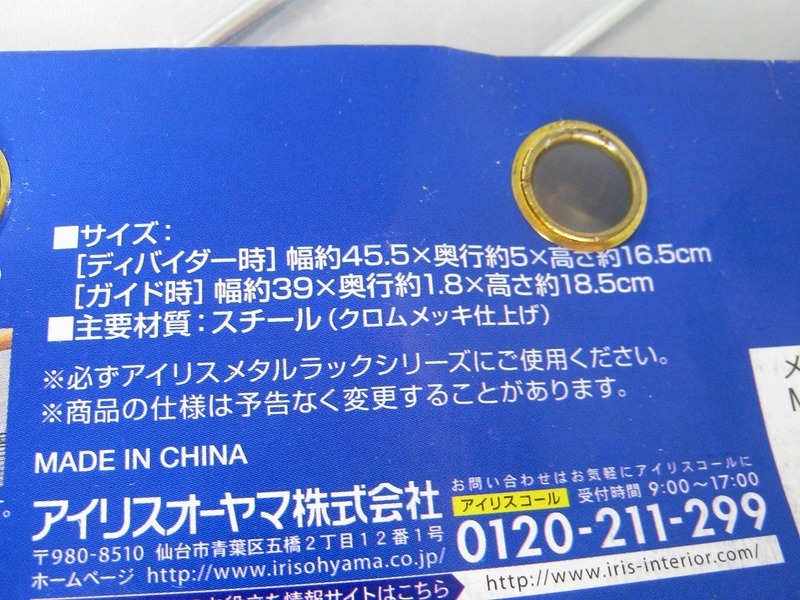 ■サイズ：
［ディバイダー時］幅約45.5×奥行約5×高さ約16.5cm
［ガイド時］幅約39×奥行約1.8×高さ約18.5cm
■主要材質：スチール（クロムメッキ仕上げ）
※必ずアイリスメタルラックシリーズにご使用ください。
※商品の仕様は予告なく変更することがあります。
MADE IN CHINA
アイリスオーヤマ株式会社
〒980-8510 仙台市青葉区五橋2丁目12番1号
ホームページ http://www.irisohyama.co.jp/
お問い合わせはお気軽にアイリスコールに
アイリスコール 受付時間 9:00～17:00
0120-211-299
情報サイトはこちら
http://www.iris-interior.com/
メ
M